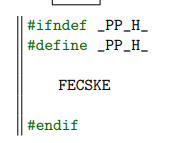 #ifndef _PP_H_
#define _PP_H_
FECSKE
#endif